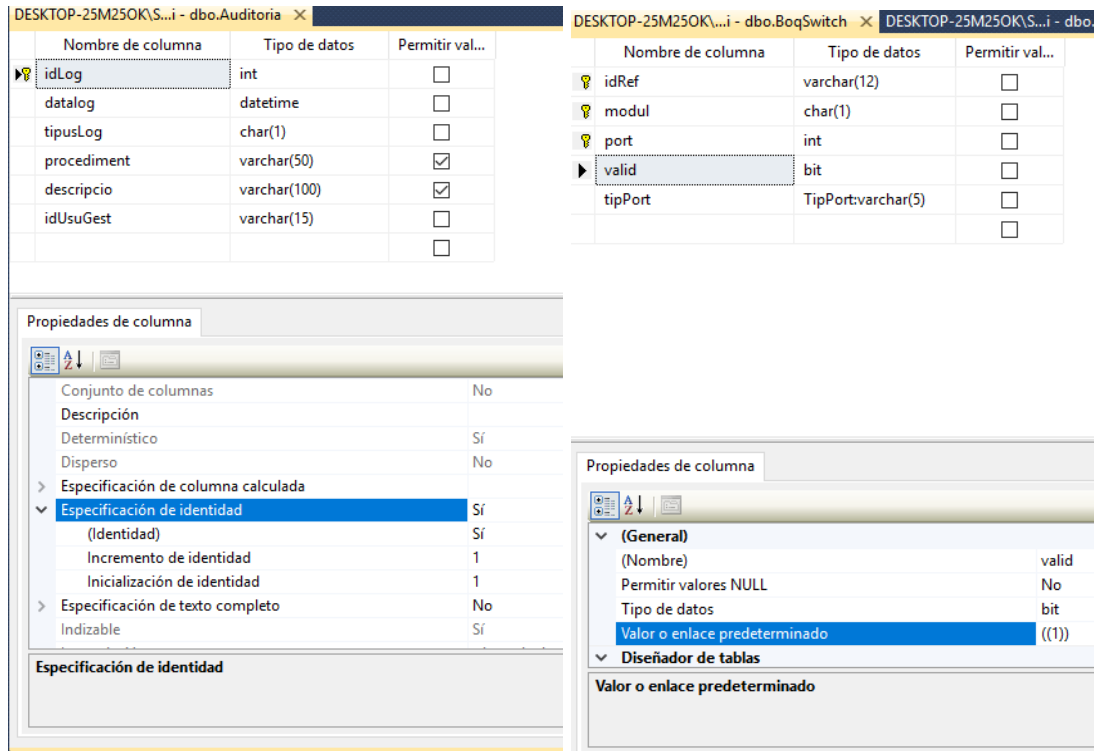 DESKTOP-25M25OK\S...i - dbo.Auditoria
Nombre de columna Tipo de datos Permitir val...
idLog int
datalog datetime
tipusLog char(1)
procediment varchar(50)
descripcio varchar(100)
idUsuGest varchar(15)
Propiedades de columna
Conjunto de columnas No
Descripción
Determinístico Sí
Disperso No
Especificación de columna calculada
Especificación de identidad Sí
(Identidad) Sí
Incremento de identidad 1
Inicialización de identidad 1
Especificación de texto completo No
Indizable Sí
Especificación de identidad
DESKTOP-25M25OK\...i - dbo.BoqSwitch DESKTOP-25M25OK\S...i - dbo.
Nombre de columna Tipo de datos Permitir val...
idRef varchar(12)
modul char(1)
port int
valid bit
tipPort TipPort:varchar(5)
Propiedades de columna
(General)
(Nombre) valid
Permitir valores NULL No
Tipo de datos bit
Valor o enlace predeterminado ((1))
Diseñador de tablas
Valor o enlace predeterminado